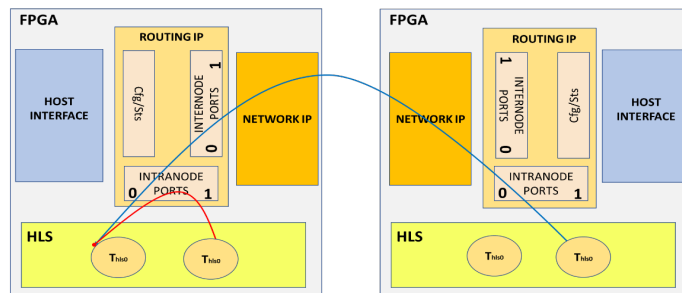 FPGA
ROUTING IP
HOST
INTERFACE
Cfg/Sts
INTERNODE
PORTS
1
0
NETWORK IP
INTRANODE
PORTS
0
1
HLS
Thls0
Thls0
FPGA
ROUTING IP
NETWORK IP
1
INTERNODE
PORTS
0
Cfg/Sts
HOST
INTERFACE
INTRANODE
PORTS
0
1
HLS
Thls0
Thls0